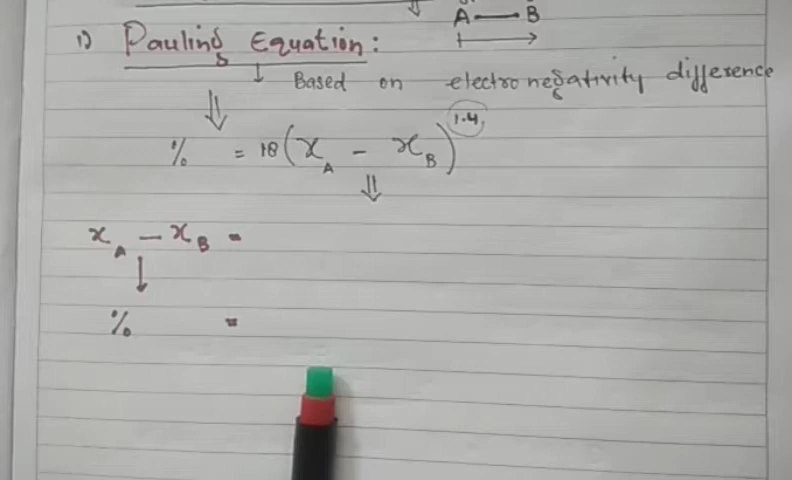 A — B
1) Pauling Equation:
Based on electronegativity difference
% = 18 (x_A - x_B)^1.4
x_A - x_B =
% =